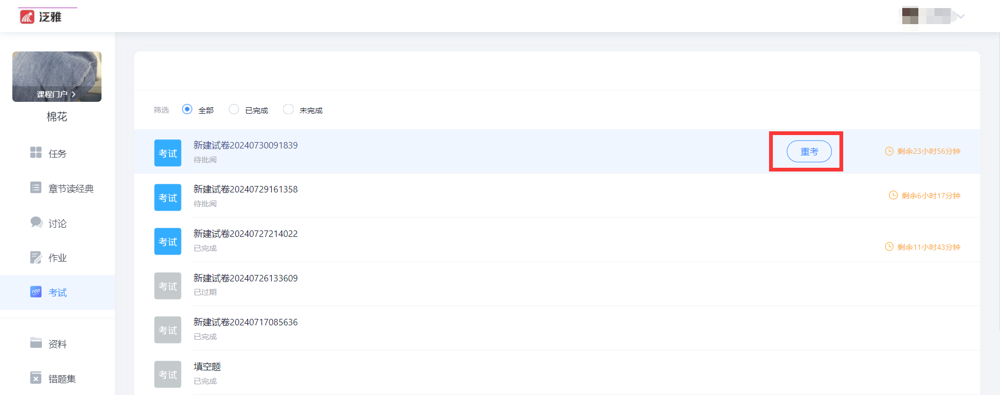 泛雅
课程门户
棉花
任务
章节读经典
讨论
作业
100 考试
资料
错题集
筛选 全部 已完成 未完成
考试 新建试卷20240730091839 重考 剩余23小时56分钟
待批阅
考试 新建试卷20240729161358 剩余6小时17分钟
待批阅
考试 新建试卷20240727214022 剩余11小时43分钟
已完成
考试 新建试卷20240726133609
已过期
考试 新建试卷20240717085636
已完成
考试 填空题
已完成